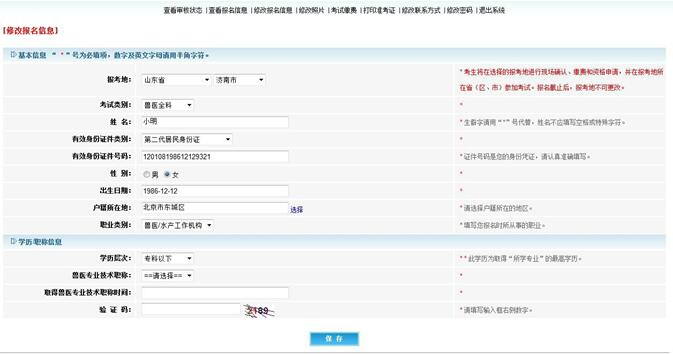 查看审核状态 |查看报名信息 |修改报名信息 |修改照片 |考试缴费 |打印准考证 |修改联系方式 |修改密码 |退出系统
[修改报名信息]
基本信息 “ * ”号为必填项，数字及英文字母请用半角字符。
报考地： 山东省 济南市 *考生将在选择的报考地进行现场确认、缴费和资格审请，并在报考地所
在省（区、市）参加考试。报名截止后，报考地不可更改。
考试类别： 兽医全科 *
姓 名： 小明 *生僻字请用“*”号代替，姓名不应填写空格或特殊字符。
有效身份证件类别： 第二代居民身份证 *
有效身份证件号码： 120108198612129321 *证件号码是您的身份凭证，请认真准确填写。
性 别： 男 女 *
出生日期： 1986-12-12 *
户籍所在地： 北京市东城区 选择 *请选择户籍所在的地区。
职业类别： 兽医/水产工作机构 *填写您报名时所从事的职业。
学历/职称信息
学历层次： 专科以下 **此学历为取得“所学专业”的最高学历。
兽医专业技术职称： ==请选择== *
取得兽医专业技术职称时间： *
验 证 码： 2189 *请填写输入框右侧数字。
保 存